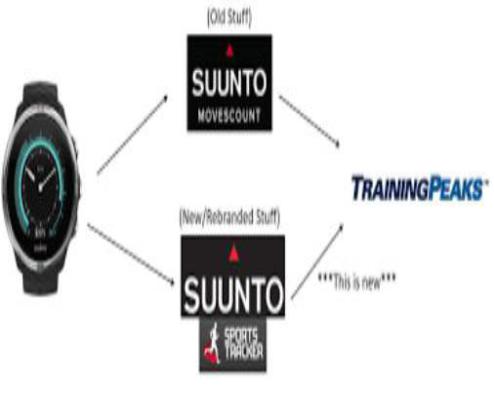 (Old Stuff)
SUUNTO
MOVESCOUNT
TRAININGPEAKS
(New/Rebranded Stuff)
SUUNTO
***This is new***
SPORTS
TRACKER